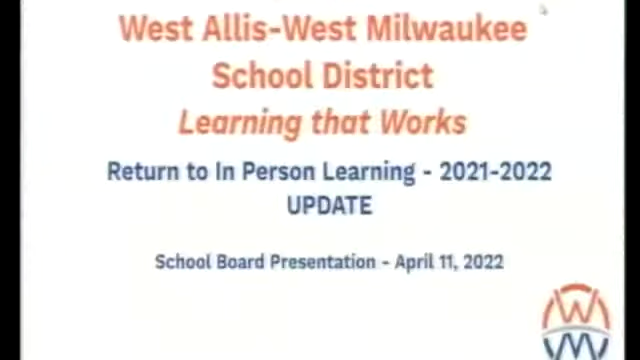 West Allis-West Milwaukee
School District
Learning that Works
Return to In Person Learning - 2021-2022
UPDATE
School Board Presentation - April 11, 2022
W
WM